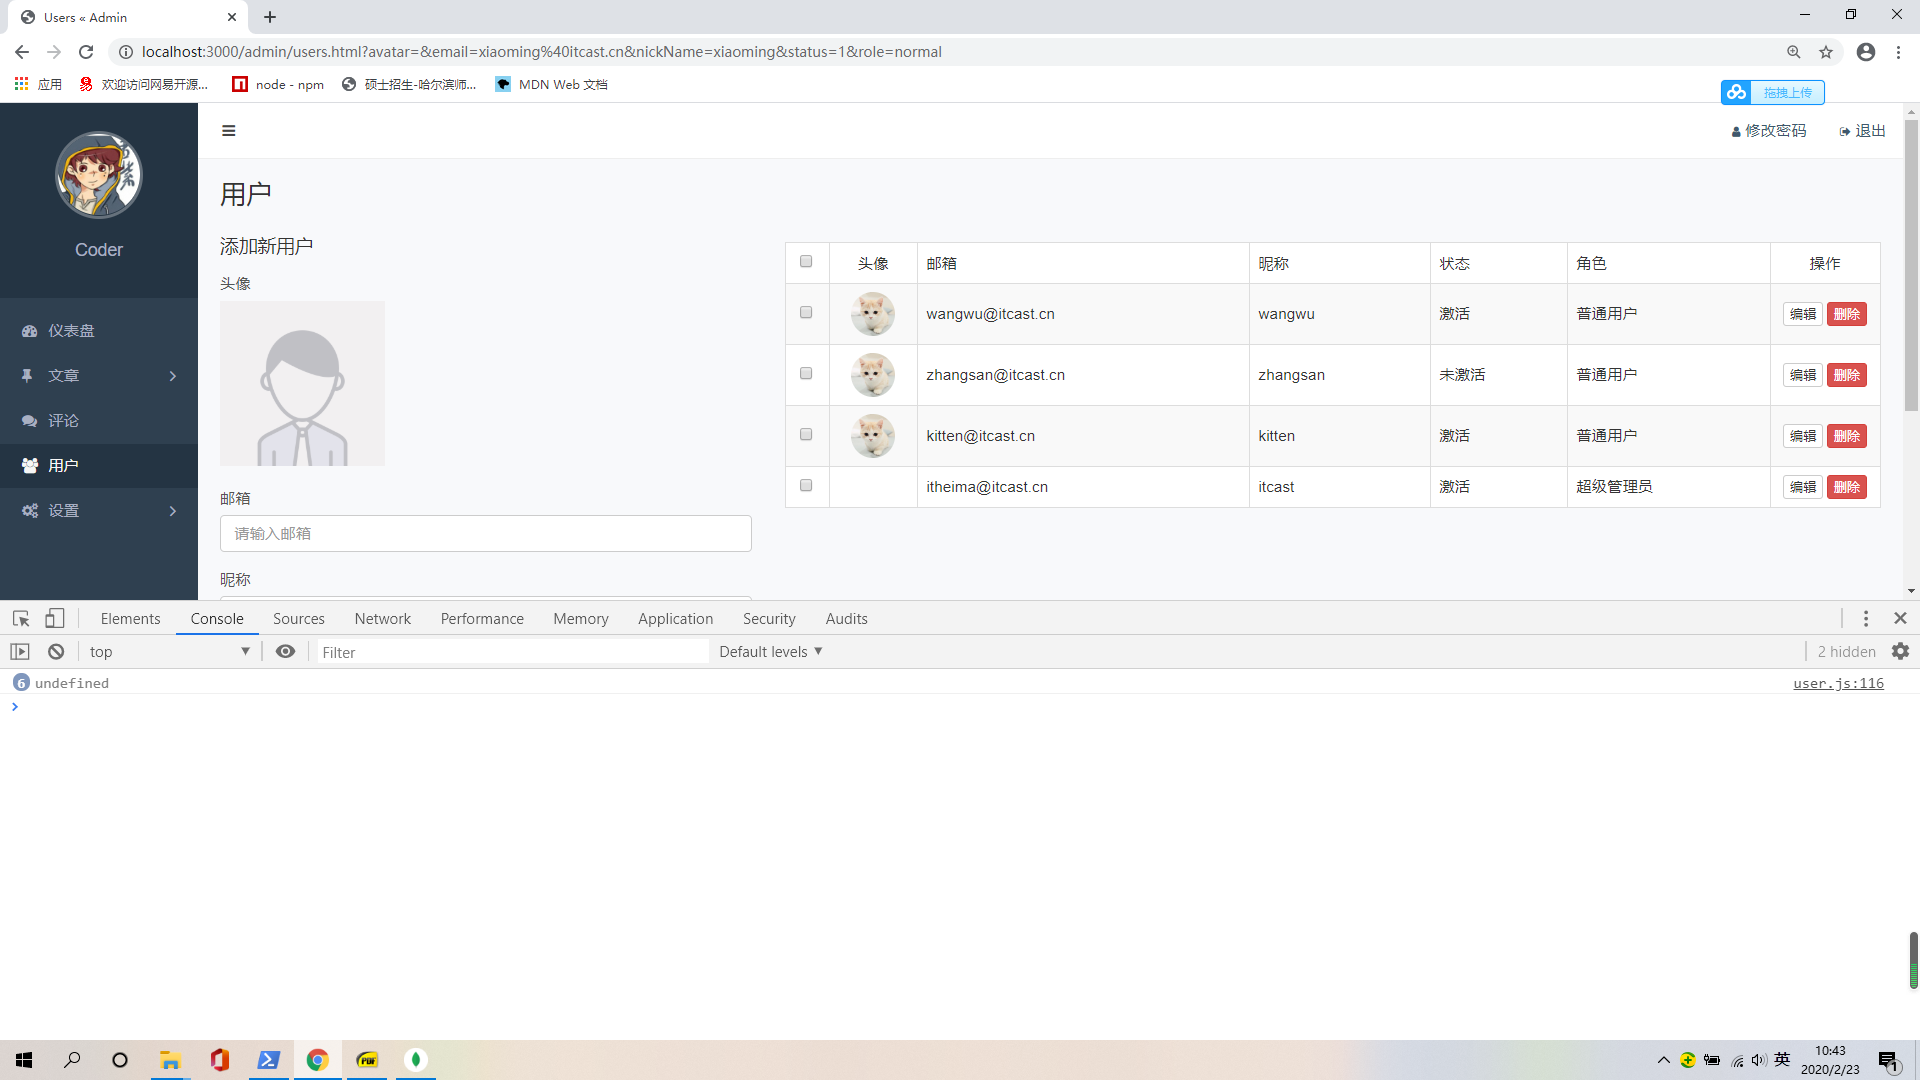 Users « Admin
localhost:3000/admin/users.html?avatar=&email=xiaoming%40itcast.cn&nickName=xiaoming&status=1&role=normal
应用 欢迎访问网易开源... node - npm 硕士招生-哈尔滨师... MDN Web 文档
拖拽上传
修改密码 退出
Coder
仪表盘
文章
评论
用户
设置
用户
添加新用户
头像
邮箱
请输入邮箱
昵称
头像 邮箱 昵称 状态 角色 操作
wangwu@itcast.cn wangwu 激活 普通用户 编辑 删除
zhangsan@itcast.cn zhangsan 未激活 普通用户 编辑 删除
kitten@itcast.cn kitten 激活 普通用户 编辑 删除
itheima@itcast.cn itcast 激活 超级管理员 编辑 删除
Elements Console Sources Network Performance Memory Application Security Audits
top Filter Default levels 2 hidden
6 undefined user.js:116
PDF
英
10:43
2020/2/23
1